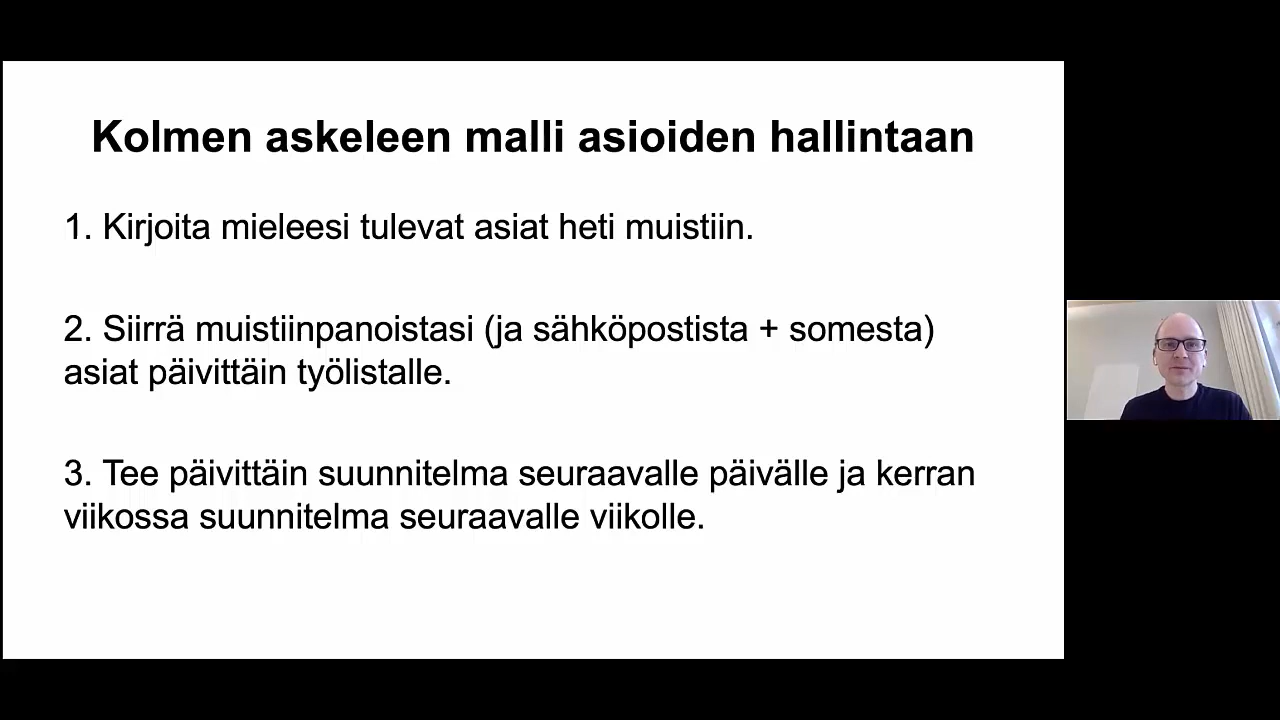 Kolmen askeleen malli asioiden hallintaan
1. Kirjoita mieleesi tulevat asiat heti muistiin.
2. Siirrä muistiinpanoistasi (ja sähköpostista + somesta)
asiat päivittäin työlistalle.
3. Tee päivittäin suunnitelma seuraavalle päivälle ja kerran
viikossa suunnitelma seuraavalle viikolle.